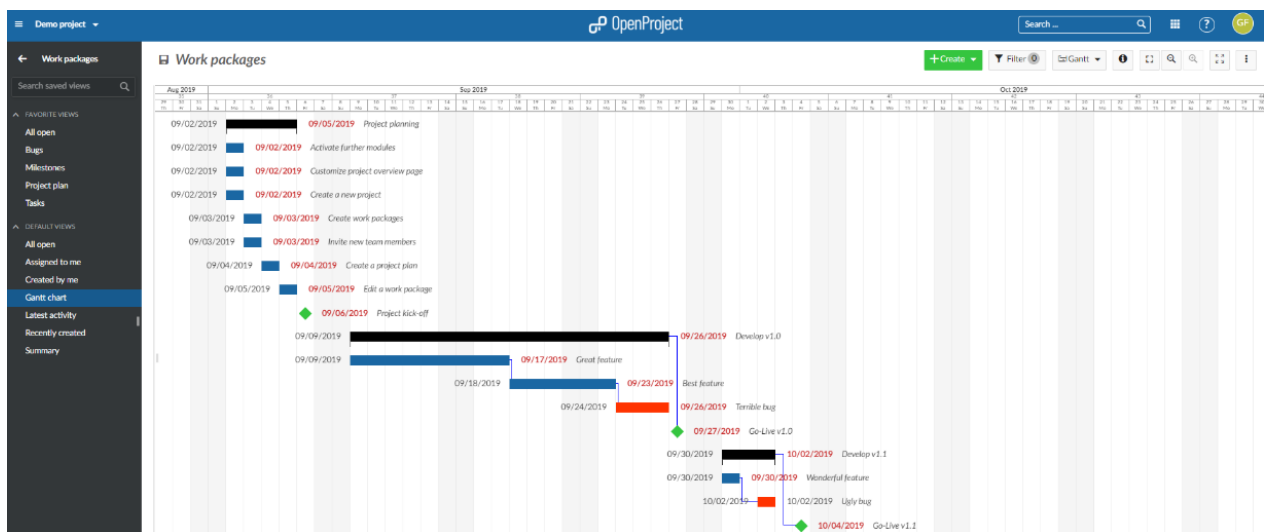 Demo project
OpenProject
Search ...
?
GF
Work packages
Work packages
+Create
Filter 0
Gantt
Search saved views
FAVORITE VIEWS
All open
Bugs
Milestones
Project plan
Tasks
DEFAULT VIEWS
All open
Assigned to me
Created by me
Gantt chart
Latest activity
Recently created
Summary
Aug 2019 Sep 2019 Oct 2019
09/02/2019 09/05/2019 Project planning
09/02/2019 09/02/2019 Activate further modules
09/02/2019 09/02/2019 Customize project overview page
09/02/2019 09/02/2019 Create a new project
09/03/2019 09/03/2019 Create work packages
09/03/2019 09/03/2019 Invite new team members
09/04/2019 09/04/2019 Create a project plan
09/05/2019 09/05/2019 Edit a work package
09/06/2019 Project kick-off
09/09/2019 09/26/2019 Develop v1.0
09/09/2019 09/17/2019 Great feature
09/18/2019 09/23/2019 Best feature
09/24/2019 09/26/2019 Terrible bug
09/27/2019 Go-Live v1.0
09/30/2019 10/02/2019 Develop v1.1
09/30/2019 09/30/2019 Wonderful feature
10/02/2019 10/02/2019 Ugly bug
10/04/2019 Go-Live v1.1